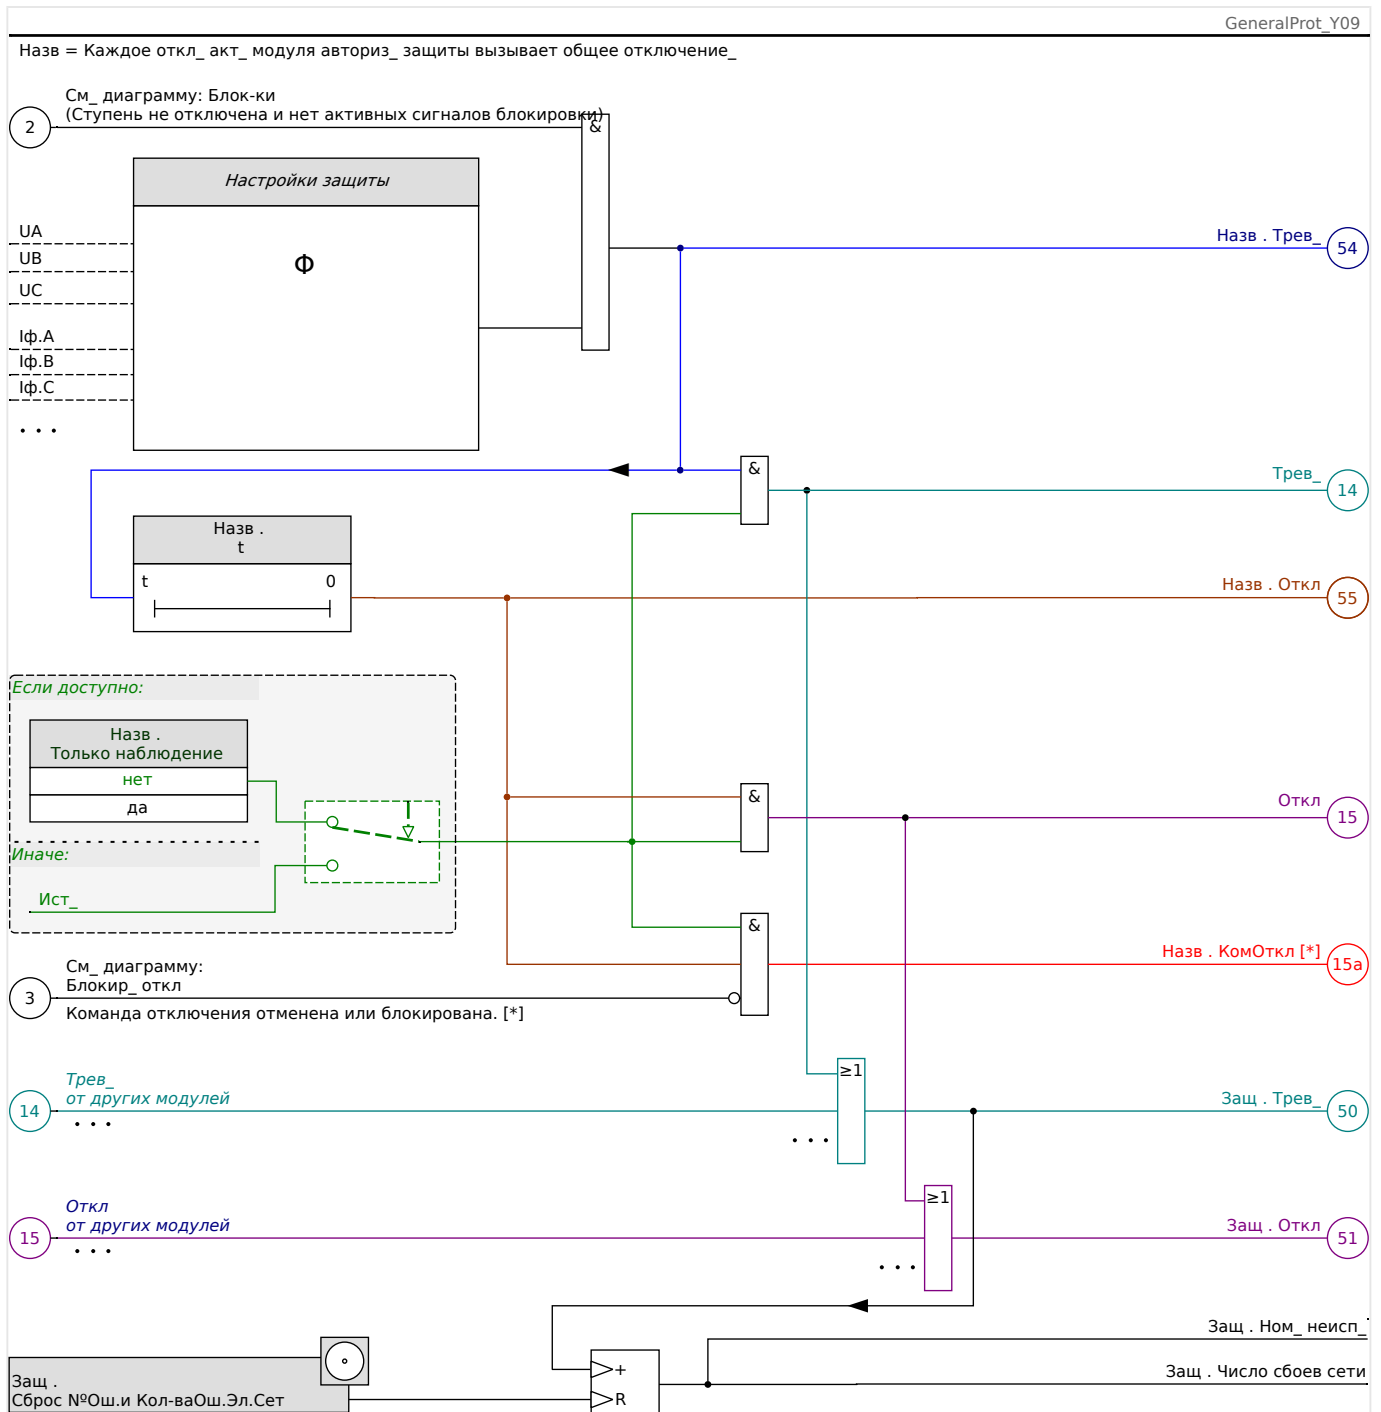 GeneralProt_Y09
Назв = Каждое откл_ акт_ модуля авториз_ защиты вызывает общее отключение_
См_ диаграмму: Блок-ки
(Ступень не отключена и нет активных сигналов блокировки)
2
&
Настройки защиты
UA
Назв . Трев_
54
UB
Φ
UC
Iф.A
Iф.B
Iф.C
• • •
&
Трев_
14
Назв .
t
t
0
Назв . Откл
55
Если доступно:
Назв .
Только наблюдение
нет
да
&
Откл
15
Иначе:
Ист_
&
Назв . КомОткл [*]
15a
См_ диаграмму:
Блокир_ откл
3
Команда отключения отменена или блокирована. [*]
≥1
Трев_
от других модулей
14
• • •
• • •
Защ . Трев_
50
≥1
Откл
от других модулей
15
• • •
• • •
Защ . Откл
51
Защ . Ном_ неисп_
+
Защ . Число сбоев сети
Защ .
Сброс №Ош.и Кол-ваОш.Эл.Сет
R